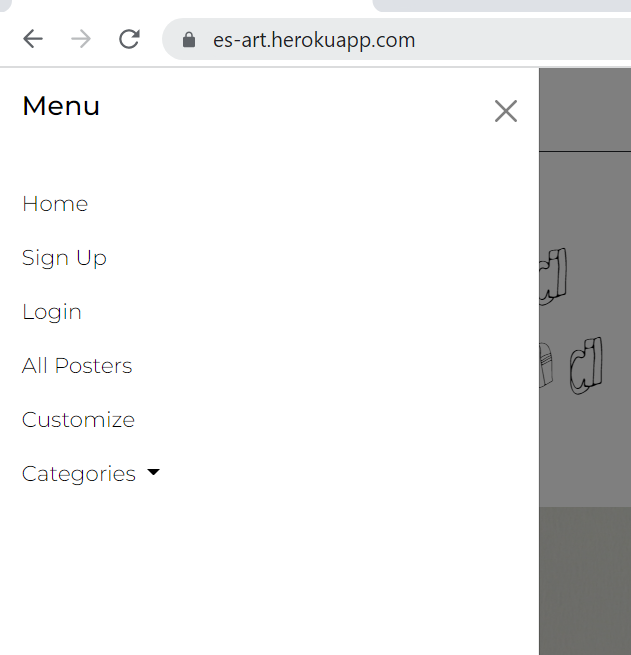 es-art.herokuapp.com
Menu
Home
Sign Up
Login
All Posters
Customize
Categories